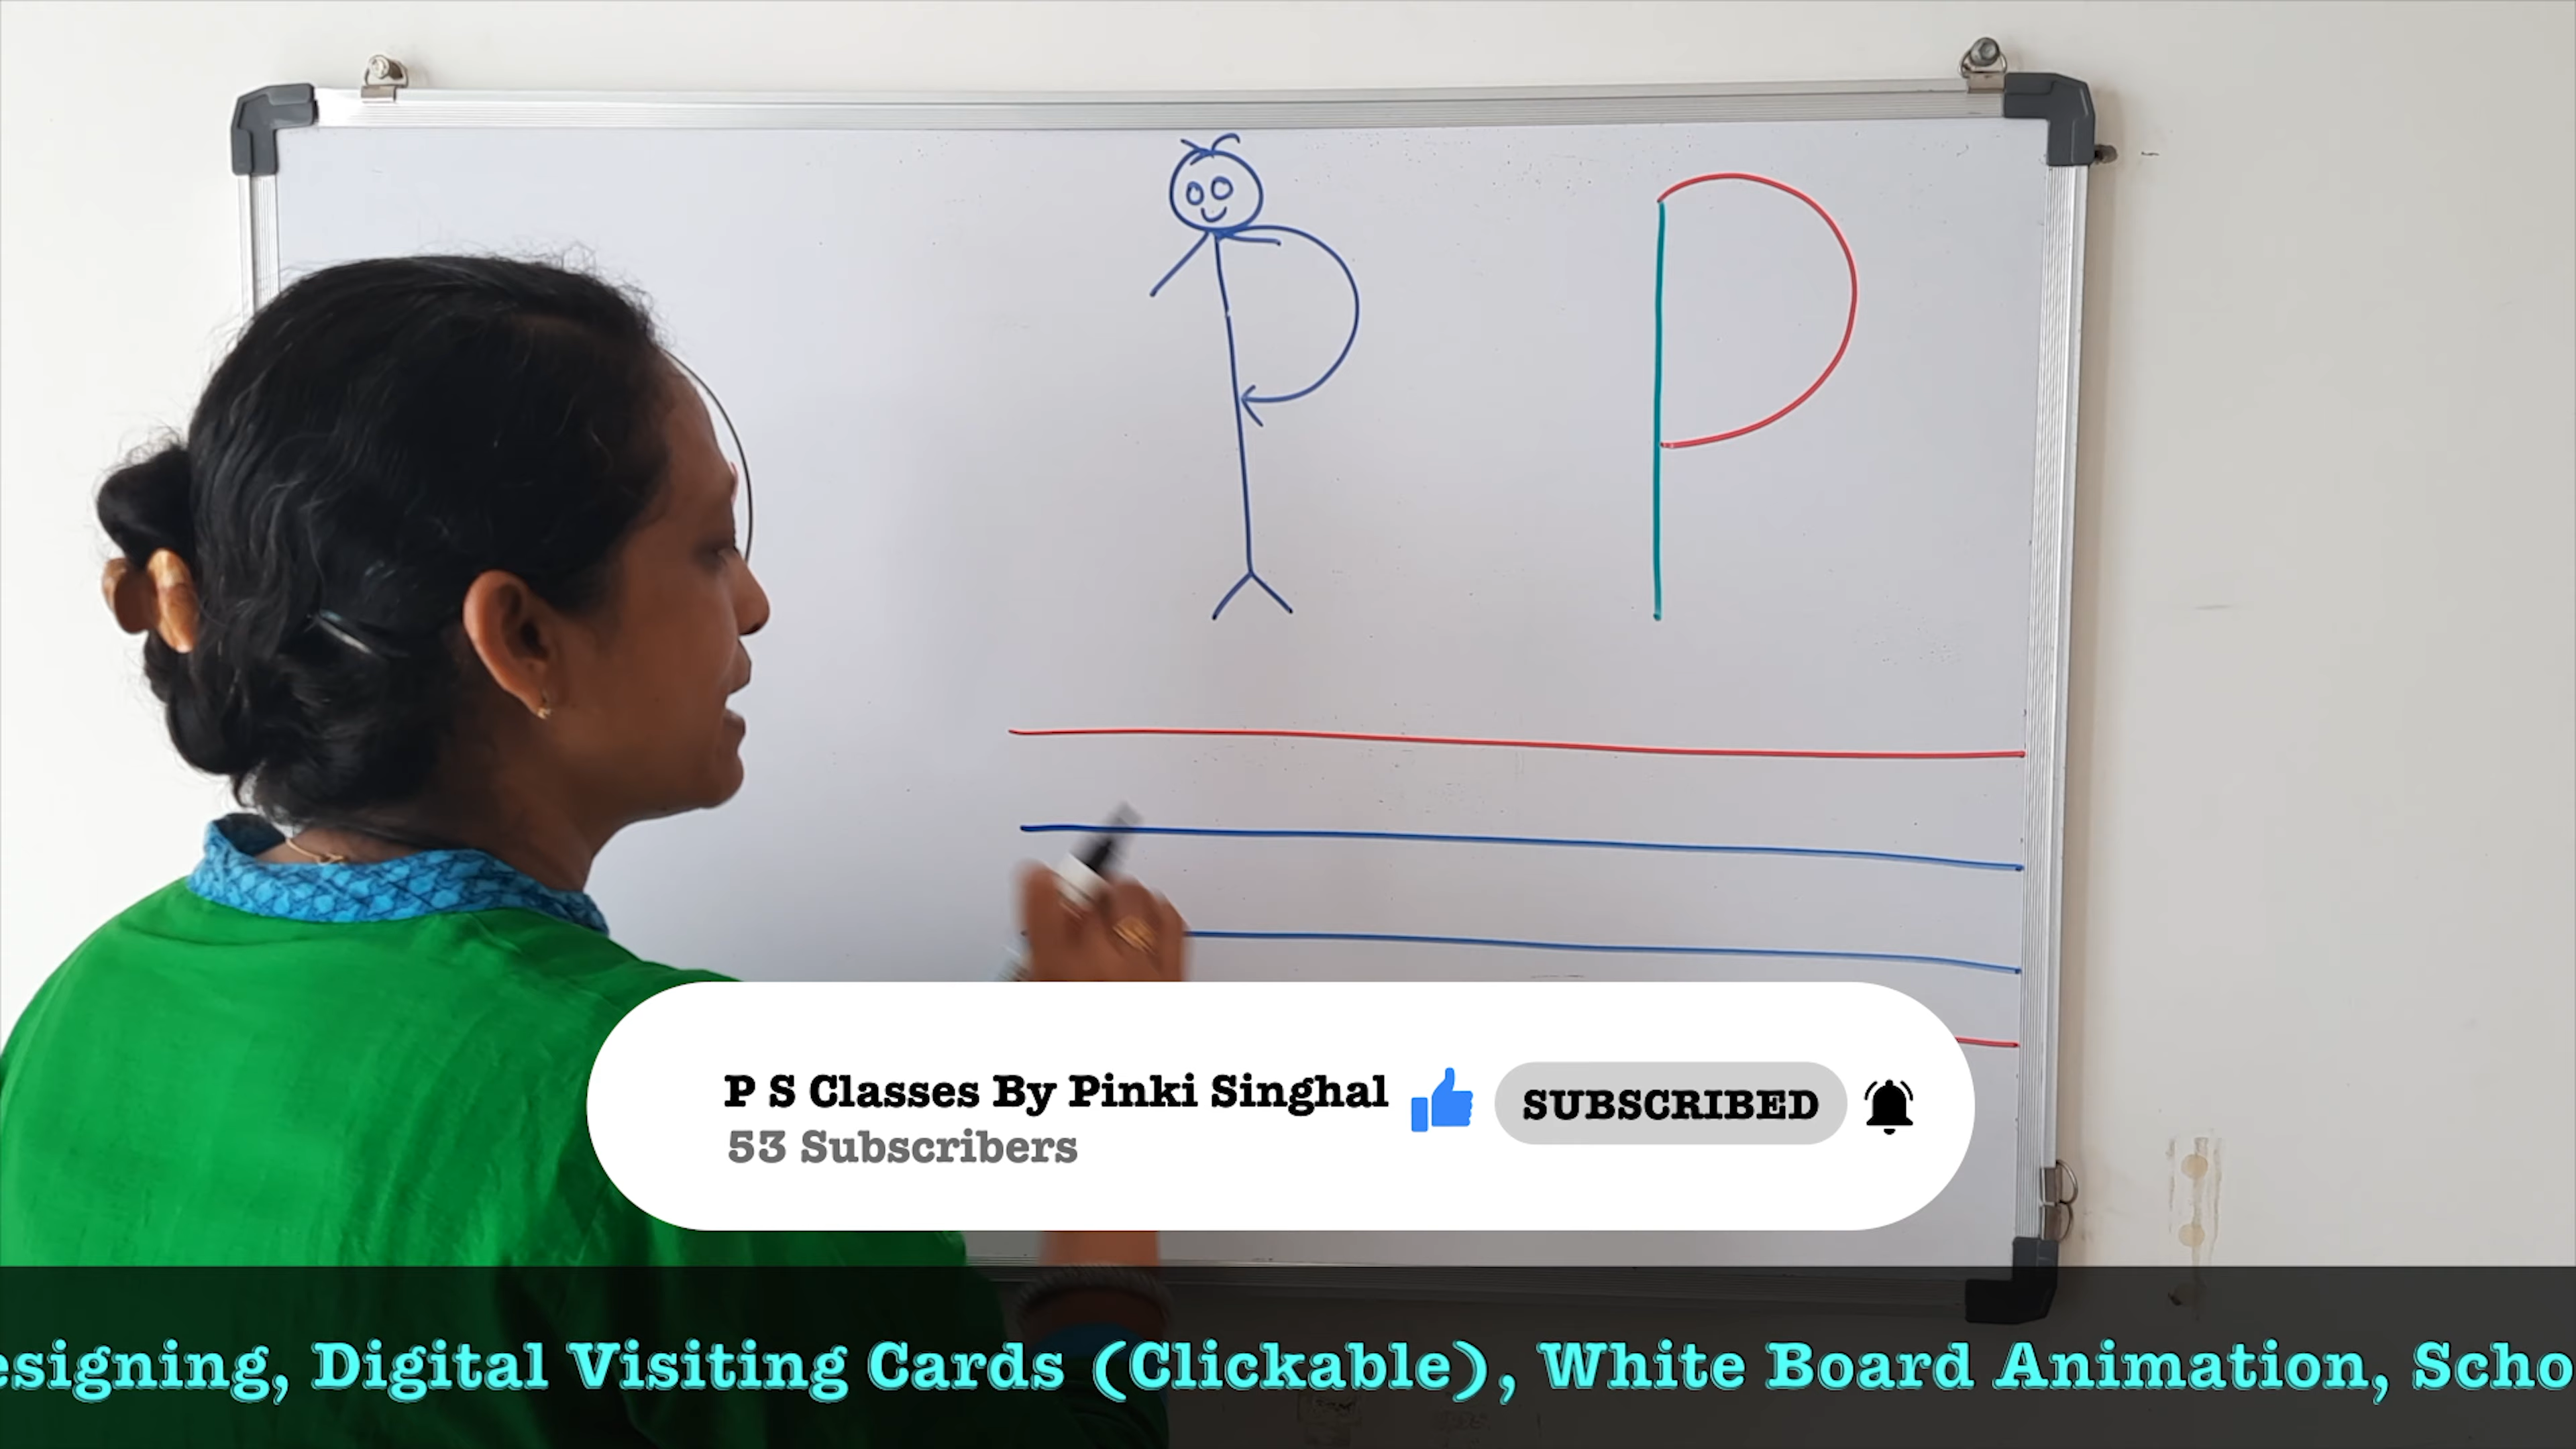 P
P S Classes By Pinki Singhal
SUBSCRIBED
53 Subscribers
esigning, Digital Visiting Cards (Clickable), White Board Animation, Scho